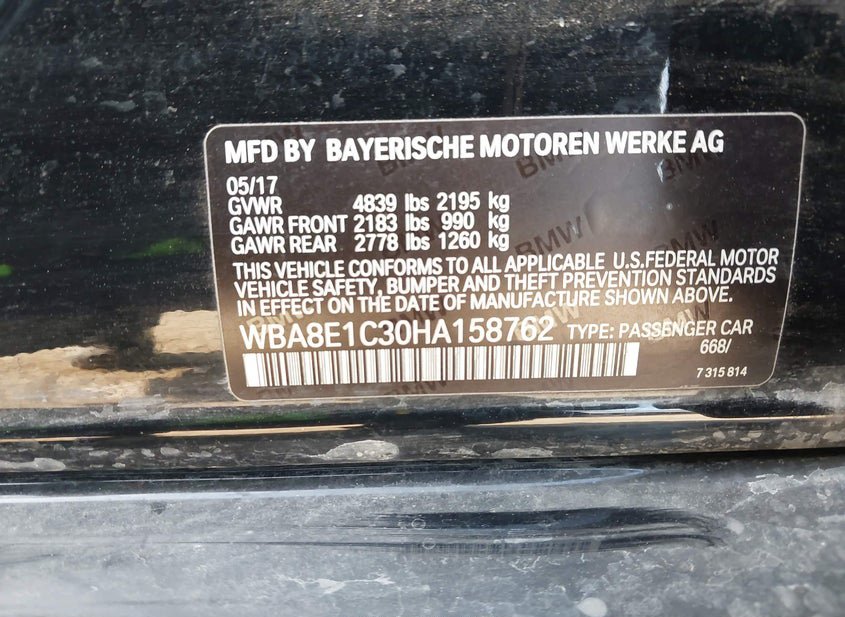 MFD BY BAYERISCHE MOTOREN WERKE AG
05/17
GVWR 4839 lbs 2195 kg
GAWR FRONT 2183 lbs 990 kg
GAWR REAR 2778 lbs 1260 kg
THIS VEHICLE CONFORMS TO ALL APPLICABLE U.S.FEDERAL MOTOR
VEHICLE SAFETY, BUMPER AND THEFT PREVENTION STANDARDS
IN EFFECT ON THE DATE OF MANUFACTURE SHOWN ABOVE.
WBA8E1C30HA158762 TYPE: PASSENGER CAR
668/
7 315 814